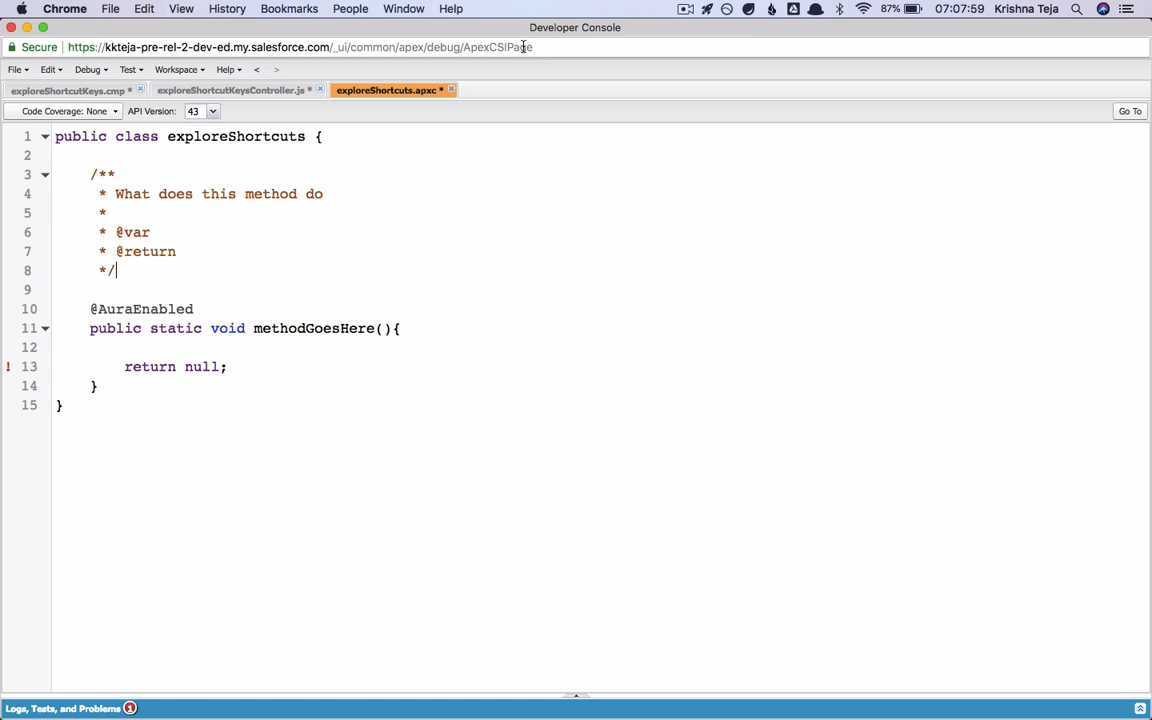 Chrome File Edit View History Bookmarks People Window Help 87% 07:07:59 Krishna Teja
Developer Console
Secure https://kkteja-pre-rel-2-dev-ed.my.salesforce.com/_ui/common/apex/debug/ApexCSIPage
File Edit Debug Test Workspace Help < >
exploreShortcutKeys.cmp * exploreShortcutKeysController.js * exploreShortcuts.apxc *
Code Coverage: None API Version: 43 Go To
1 public class exploreShortcuts {
2
3 /**
4 * What does this method do
5 *
6 * @var
7 * @return
8 */
9
10 @AuraEnabled
11 public static void methodGoesHere(){
12
! 13 return null;
14 }
15 }
Logs, Tests, and Problems 1